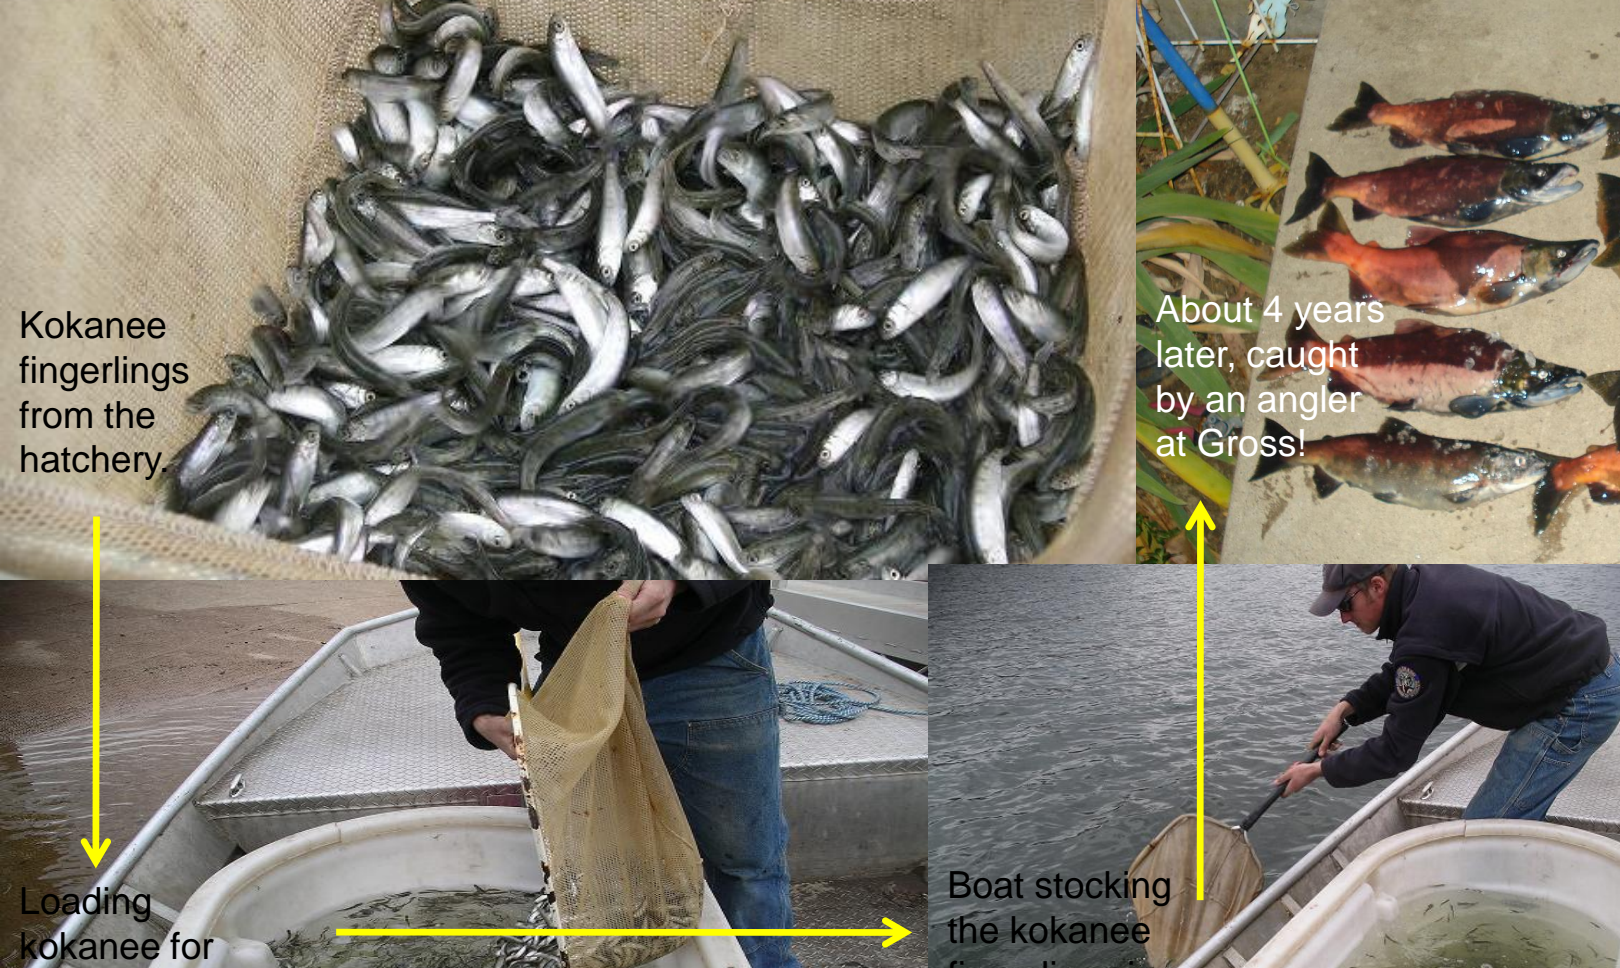 Kokanee
fingerlings
from the
hatchery.
Loading
kokanee for
Boat stocking
the kokanee
About 4 years
later, caught
by an angler
at Gross!